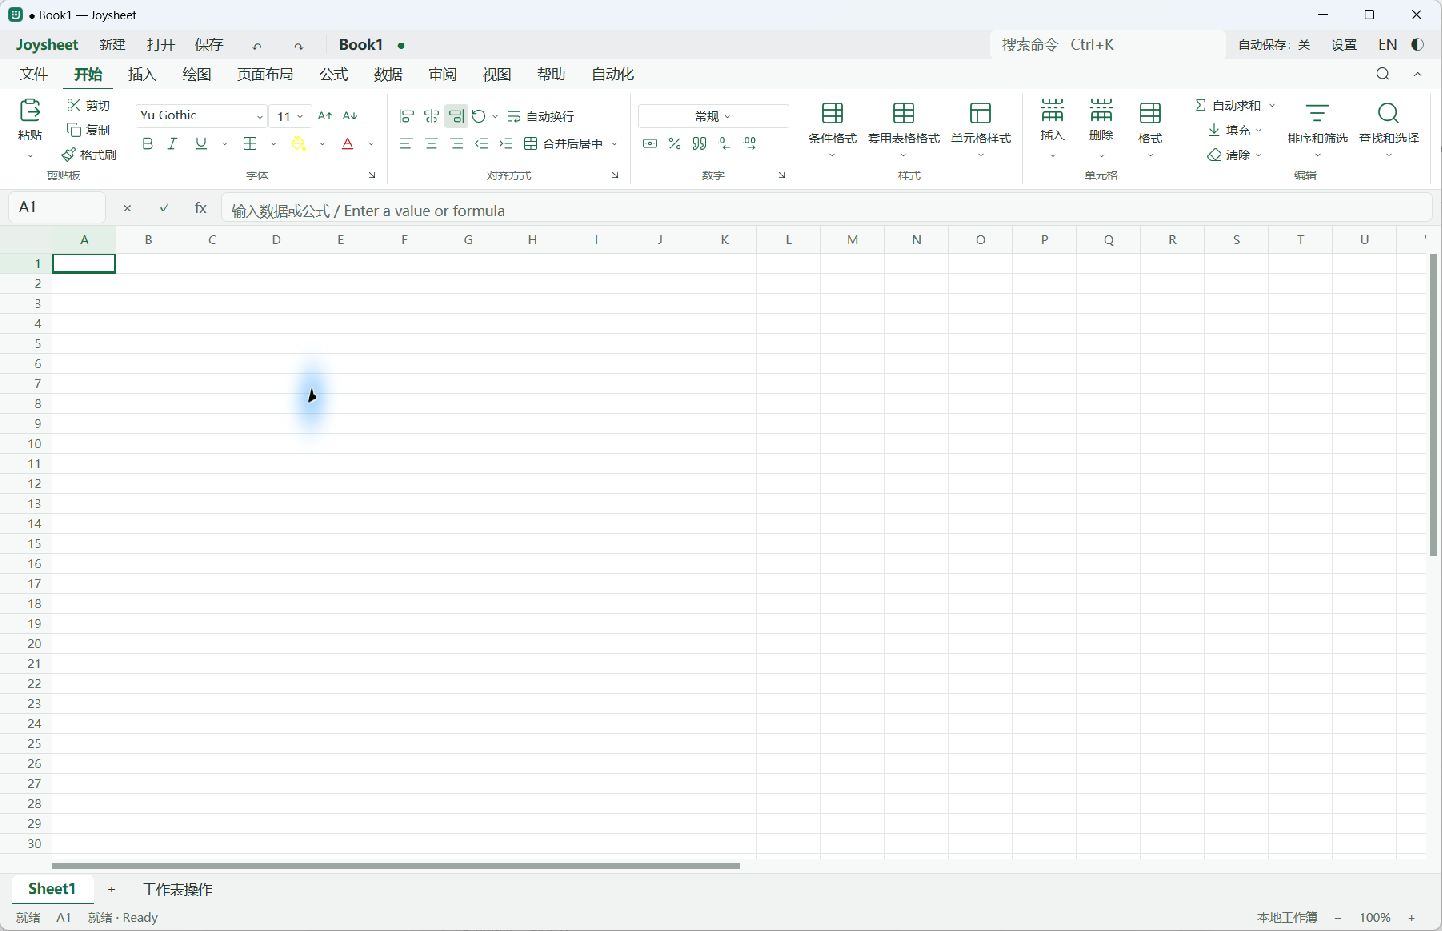 ● Book1 — Joysheet
Joysheet 新建 打开 保存 Book1 ● 搜索命令 Ctrl+K 自动保存: 关 设置 EN
文件 开始 插入 绘图 页面布局 公式 数据 审阅 视图 帮助 自动化
粘贴 剪切 复制 格式刷 剪贴板
Yu Gothic 11 A A
B I U A 字体
自动换行
合并后居中 对齐方式
常规
% 数字
条件格式 套用表格格式 单元格样式 样式
插入 删除 格式 单元格
Σ 自动求和 填充 清除 排序和筛选 查找和选择 编辑
A1 × ✓ fx 输入数据或公式 / Enter a value or formula
A B C D E F G H I J K L M N O P Q R S T U
1
2
3
4
5
6
7
8
9
10
11
12
13
14
15
16
17
18
19
20
21
22
23
24
25
26
27
28
29
30
Sheet1 + 工作表操作
就绪 A1 就绪 · Ready 本地工作簿 − 100% +